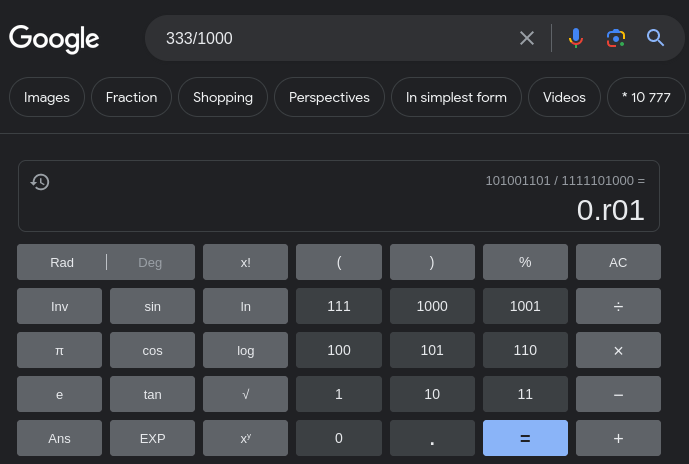 Google 333/1000
Images Fraction Shopping Perspectives In simplest form Videos * 10 777
101001101 / 1111101000 =
0.r01
Rad Deg x! ( ) % AC
Inv sin ln 111 1000 1001 ÷
π cos log 100 101 110 ×
e tan √ 1 10 11 −
Ans EXP xʸ 0 . = +